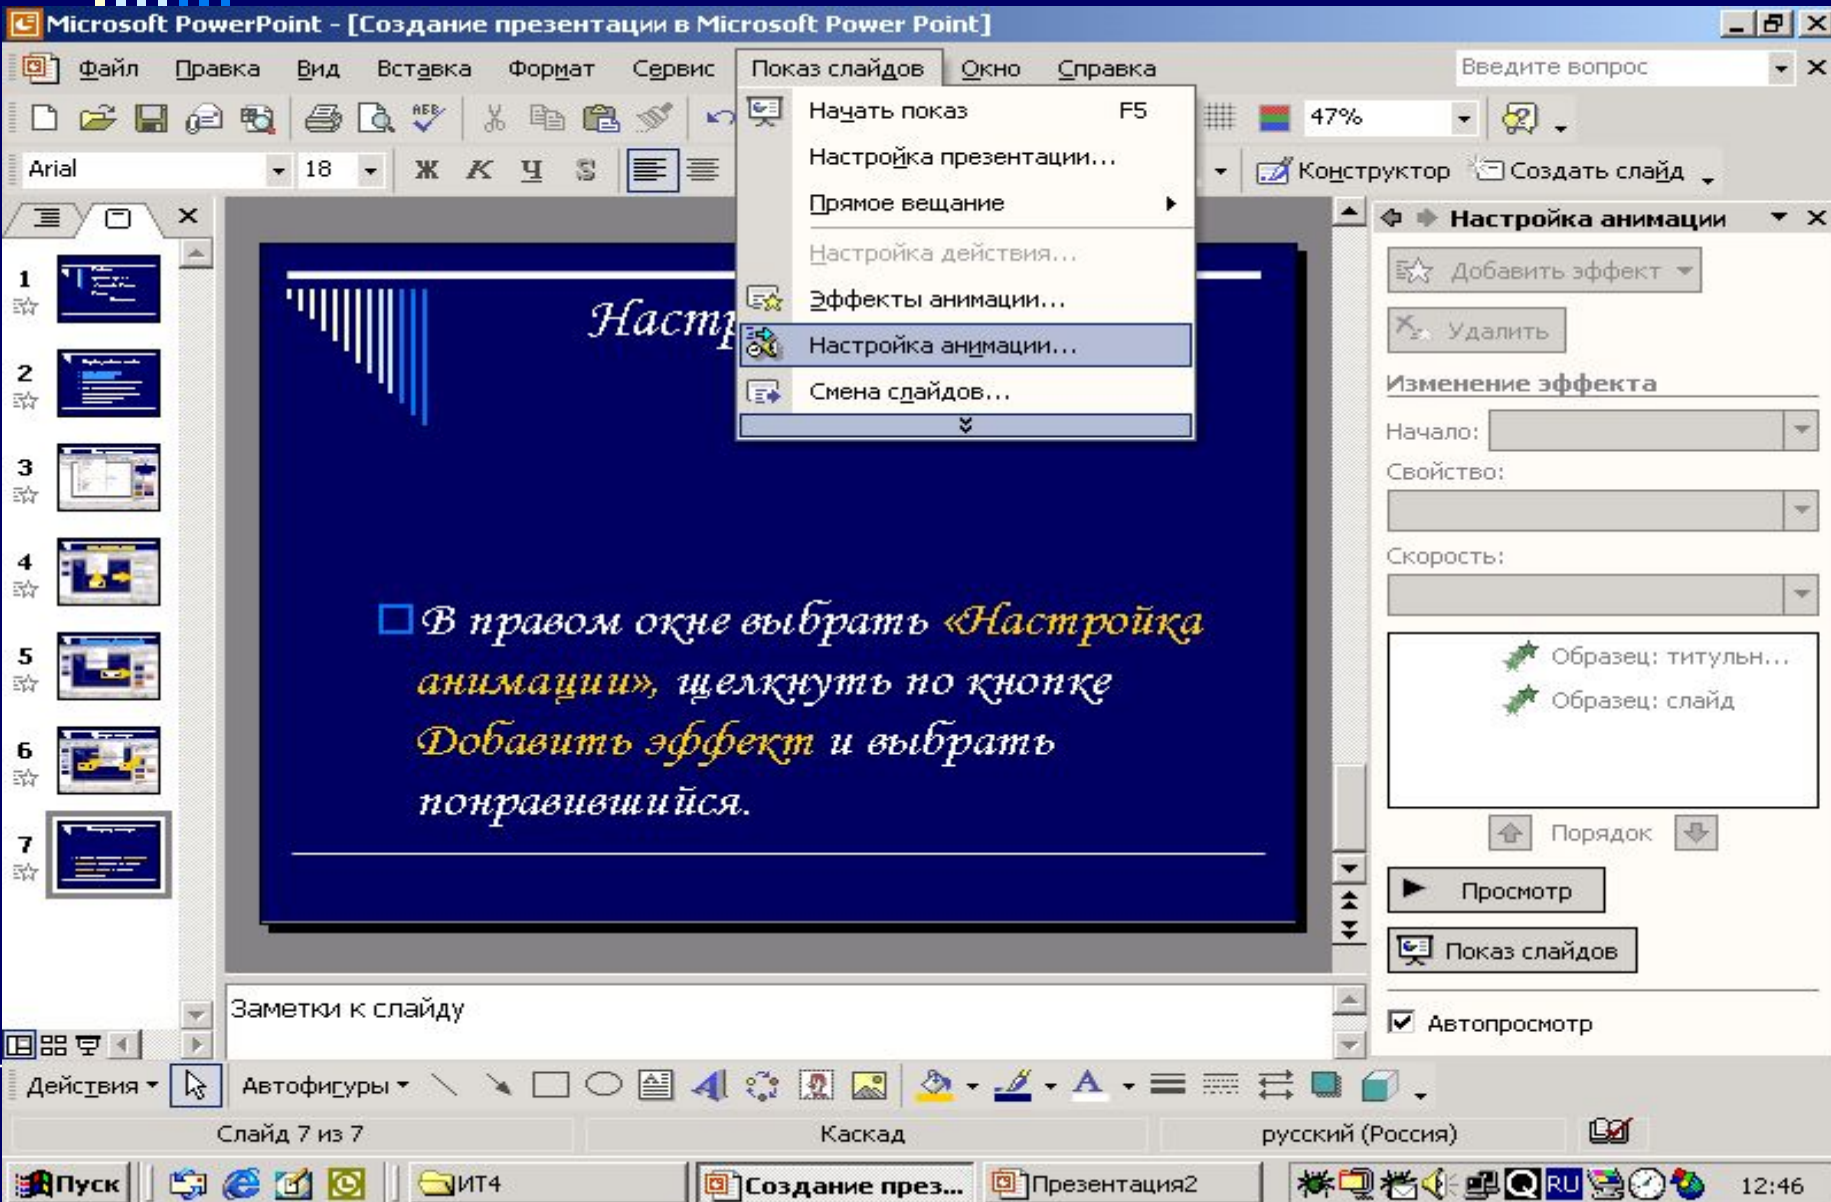 Microsoft PowerPoint - [Создание презентации в Microsoft Power Point]
Файл Правка Вид Вставка Формат Сервис Показ слайдов Окно Справка Введите вопрос
47%
Arial 18 Ж К Ч S Конструктор Создать слайд
Начать показ F5
Настройка презентации...
Прямое вещание
Настройка действия...
Эффекты анимации...
Настройка анимации...
Смена слайдов...
1
2
3
4
5
6
7
В правом окне выбрать «Настройка
анимации», щелкнуть по кнопке
Добавить эффект и выбрать
понравившийся.
Заметки к слайду
Настройка анимации
Добавить эффект
Удалить
Изменение эффекта
Начало:
Свойство:
Скорость:
Образец: титульн...
Образец: слайд
Порядок
Просмотр
Показ слайдов
Автопросмотр
Действия Автофигуры
Слайд 7 из 7 Каскад русский (Россия)
Пуск ИТ4 Создание през... Презентация2 RU 12:46